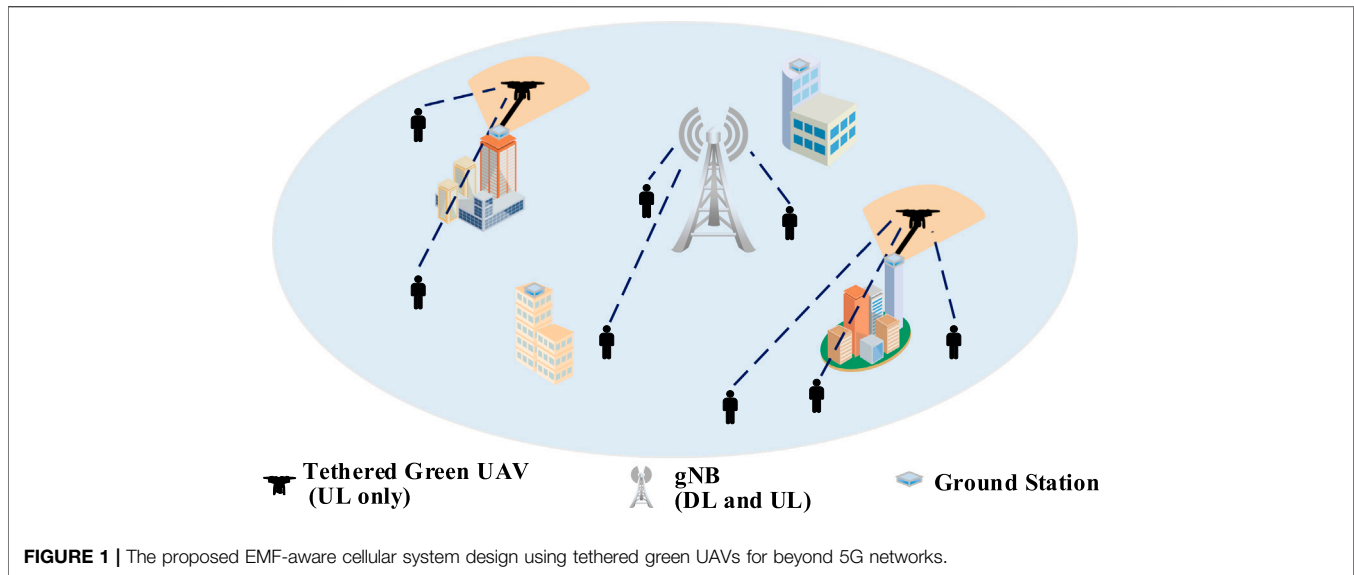 Tethered Green UAV
(UL only)
gNB
(DL and UL)
Ground Station
FIGURE 1 | The proposed EMF-aware cellular system design using tethered green UAVs for beyond 5G networks.